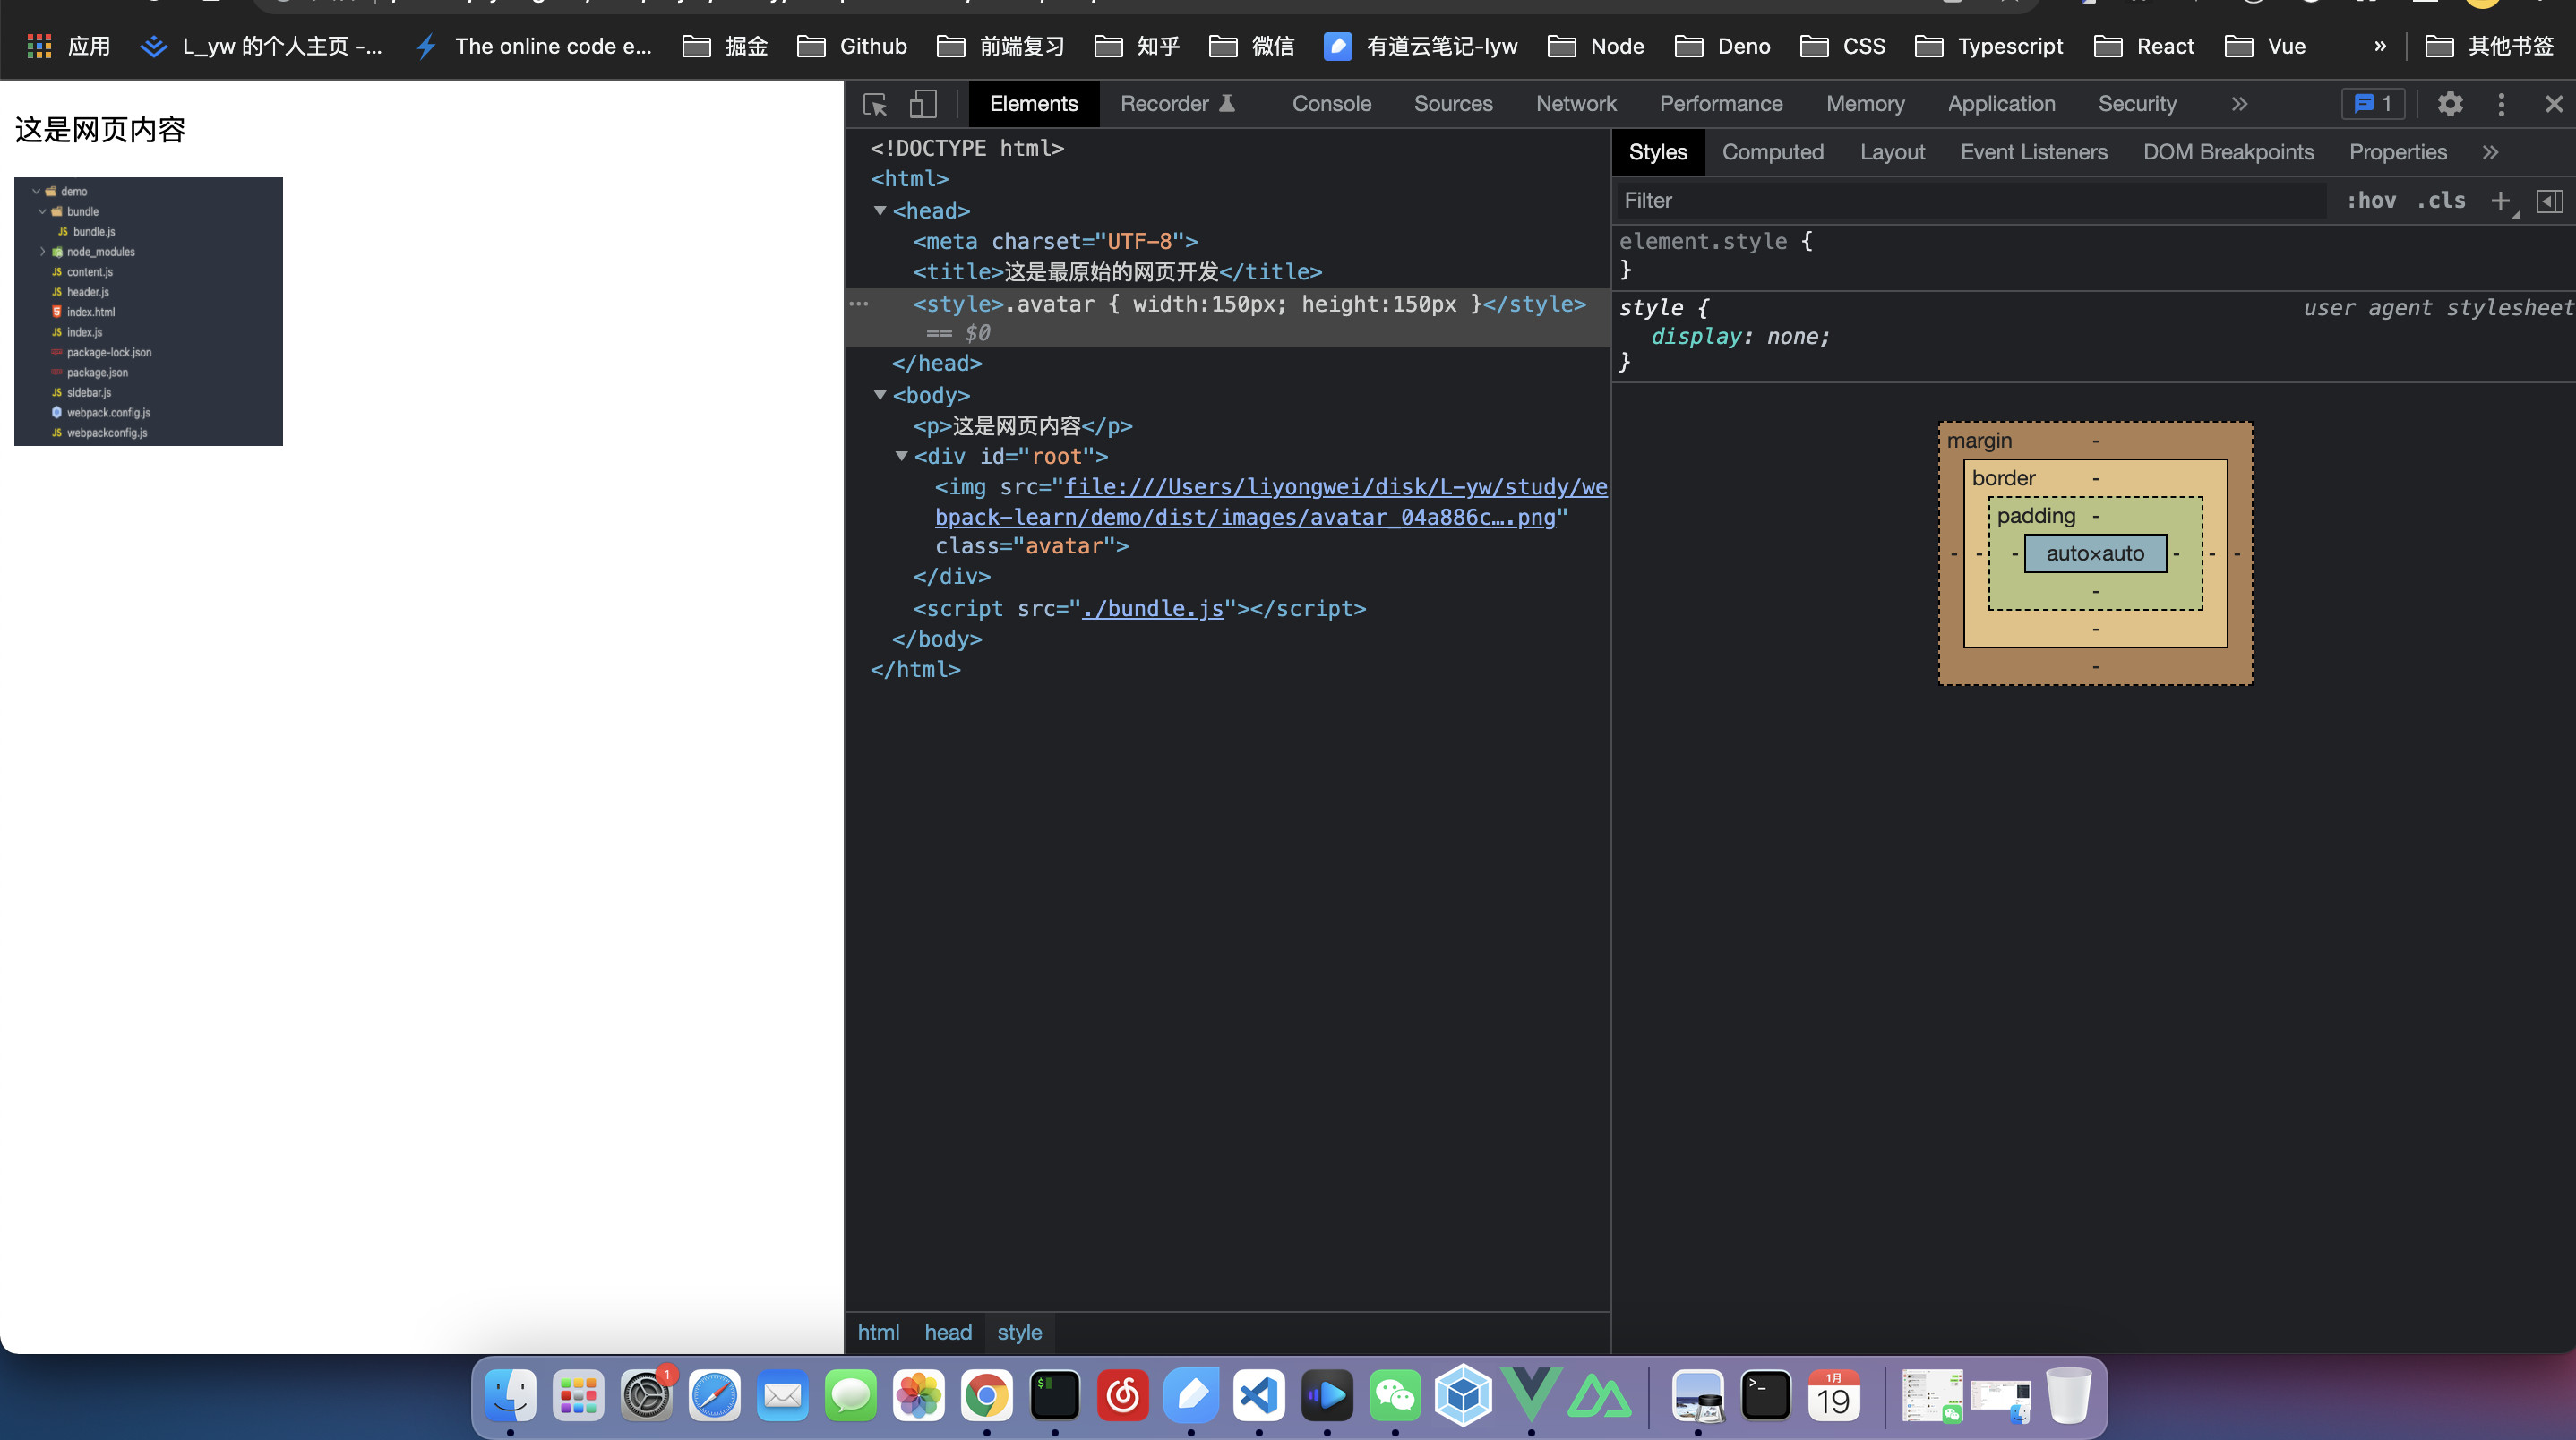 应用 L_yw 的个人主页 -... The online code e... 掘金 Github 前端复习 知乎 微信 有道云笔记-lyw Node Deno CSS Typescript React Vue » 其他书签
这是网页内容
demo
bundle
JS bundle.js
node_modules
JS content.js
JS header.js
index.html
JS index.js
package-lock.json
package.json
JS sidebar.js
webpack.config.js
JS webpackconfig.js
Elements Recorder Console Sources Network Performance Memory Application Security » 1
<!DOCTYPE html>
<html>
<head>
<meta charset="UTF-8">
<title>这是最原始的网页开发</title>
<style>.avatar { width:150px; height:150px }</style>
== $0
</head>
<body>
<p>这是网页内容</p>
<div id="root">
<img src="file:///Users/liyongwei/disk/L-yw/study/we
bpack-learn/demo/dist/images/avatar_04a886c….png"
class="avatar">
</div>
<script src="./bundle.js"></script>
</body>
</html>
html head style
Styles Computed Layout Event Listeners DOM Breakpoints Properties »
Filter :hov .cls +
element.style {
}
style { user agent stylesheet
display: none;
}
margin -
border -
padding -
- - - auto×auto - - -
-
-
-
1
$
>_
1月
19